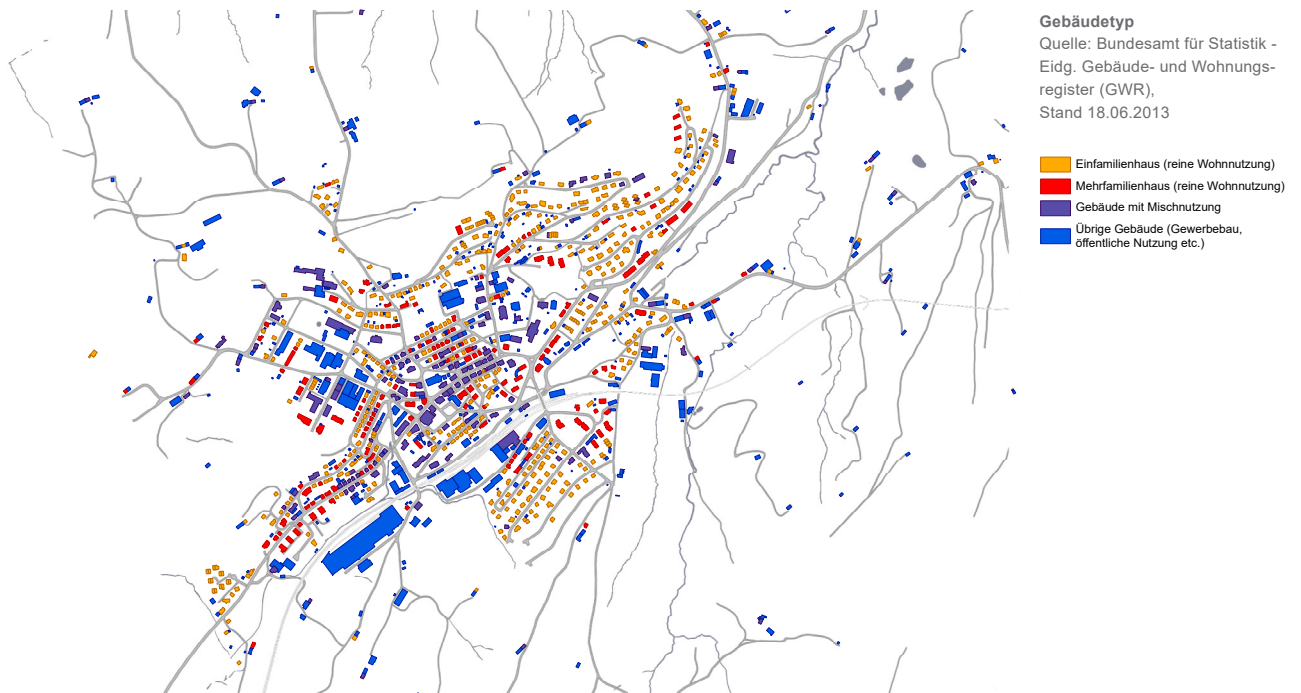 Gebäudetyp
Quelle: Bundesamt für Statistik -
Eidg. Gebäude- und Wohnungs-
register (GWR),
Stand 18.06.2013
Einfamilienhaus (reine Wohnnutzung)
Mehrfamilienhaus (reine Wohnnutzung)
Gebäude mit Mischnutzung
Übrige Gebäude (Gewerbebau,
öffentliche Nutzung etc.)